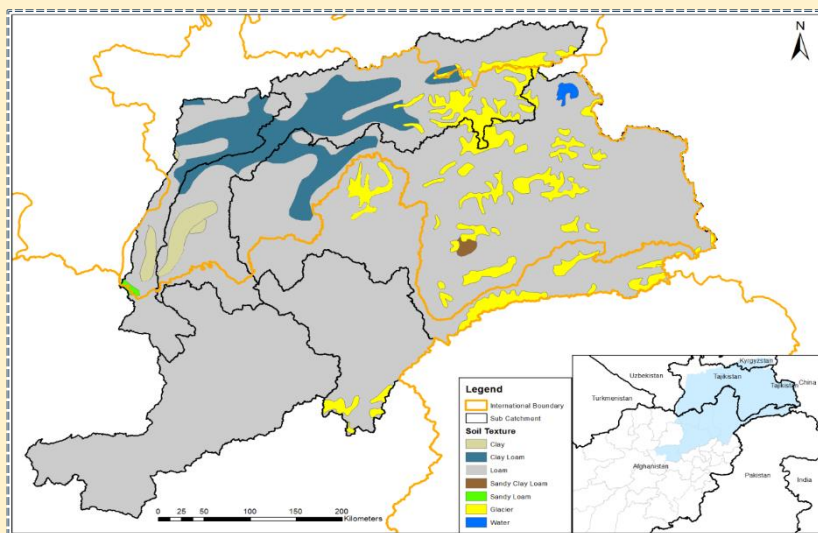 N
Legend
International Boundary
Sub Catchment
Soil Texture
Clay
Clay Loam
Loam
Sandy Clay Loam
Sandy Loam
Glacier
Water
0 25 50 100 150 200
Kilometers
Kyrgyzstan
Uzbekistan
Tajikistan
China
Tajikistan
Turkmenistan
Afghanistan
Pakistan
India